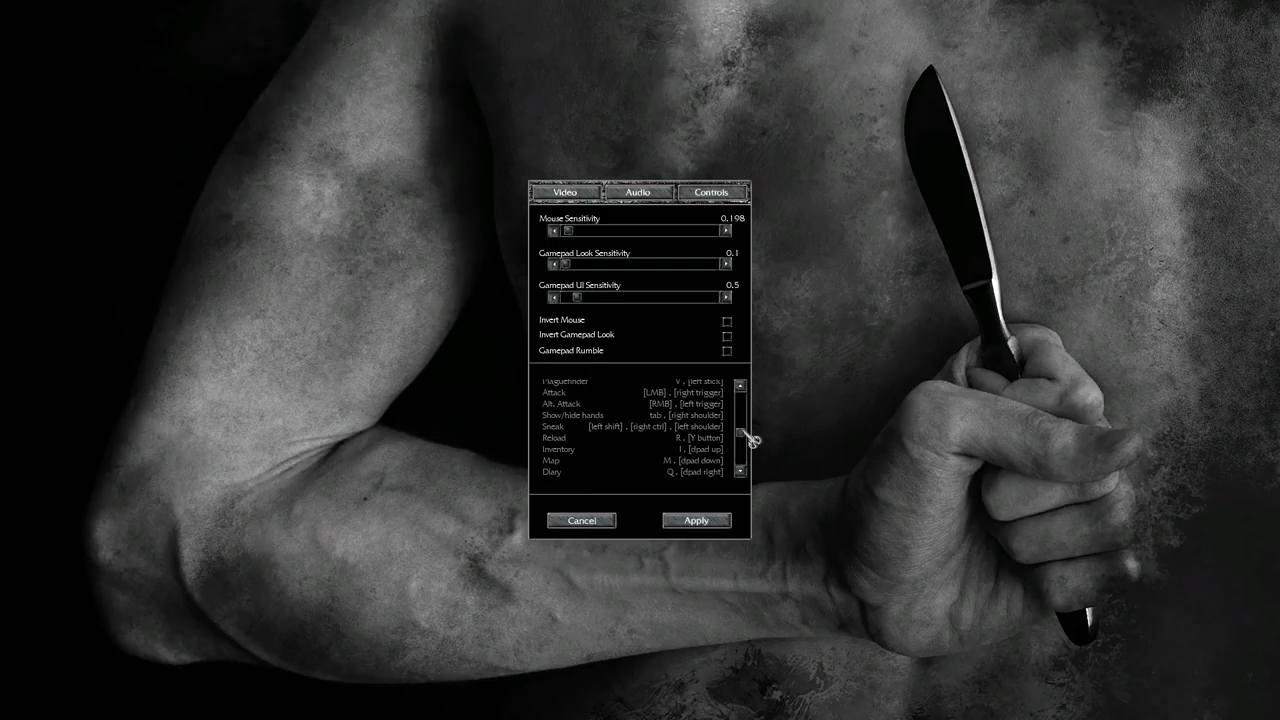 Video Audio Controls
Mouse Sensitivity 0.198
Gamepad Look Sensitivity 0.1
Gamepad UI Sensitivity 0.5
Invert Mouse
Invert Gamepad Look
Gamepad Rumble
Plaguefinder V , [left stick]
Attack [LMB] , [right trigger]
Alt. Attack [RMB] , [left trigger]
Show/hide hands tab , [right shoulder]
Sneak [left shift] , [right ctrl] , [left shoulder]
Reload R , [Y button]
Inventory I , [dpad up]
Map M , [dpad down]
Diary Q , [dpad right]
Cancel Apply